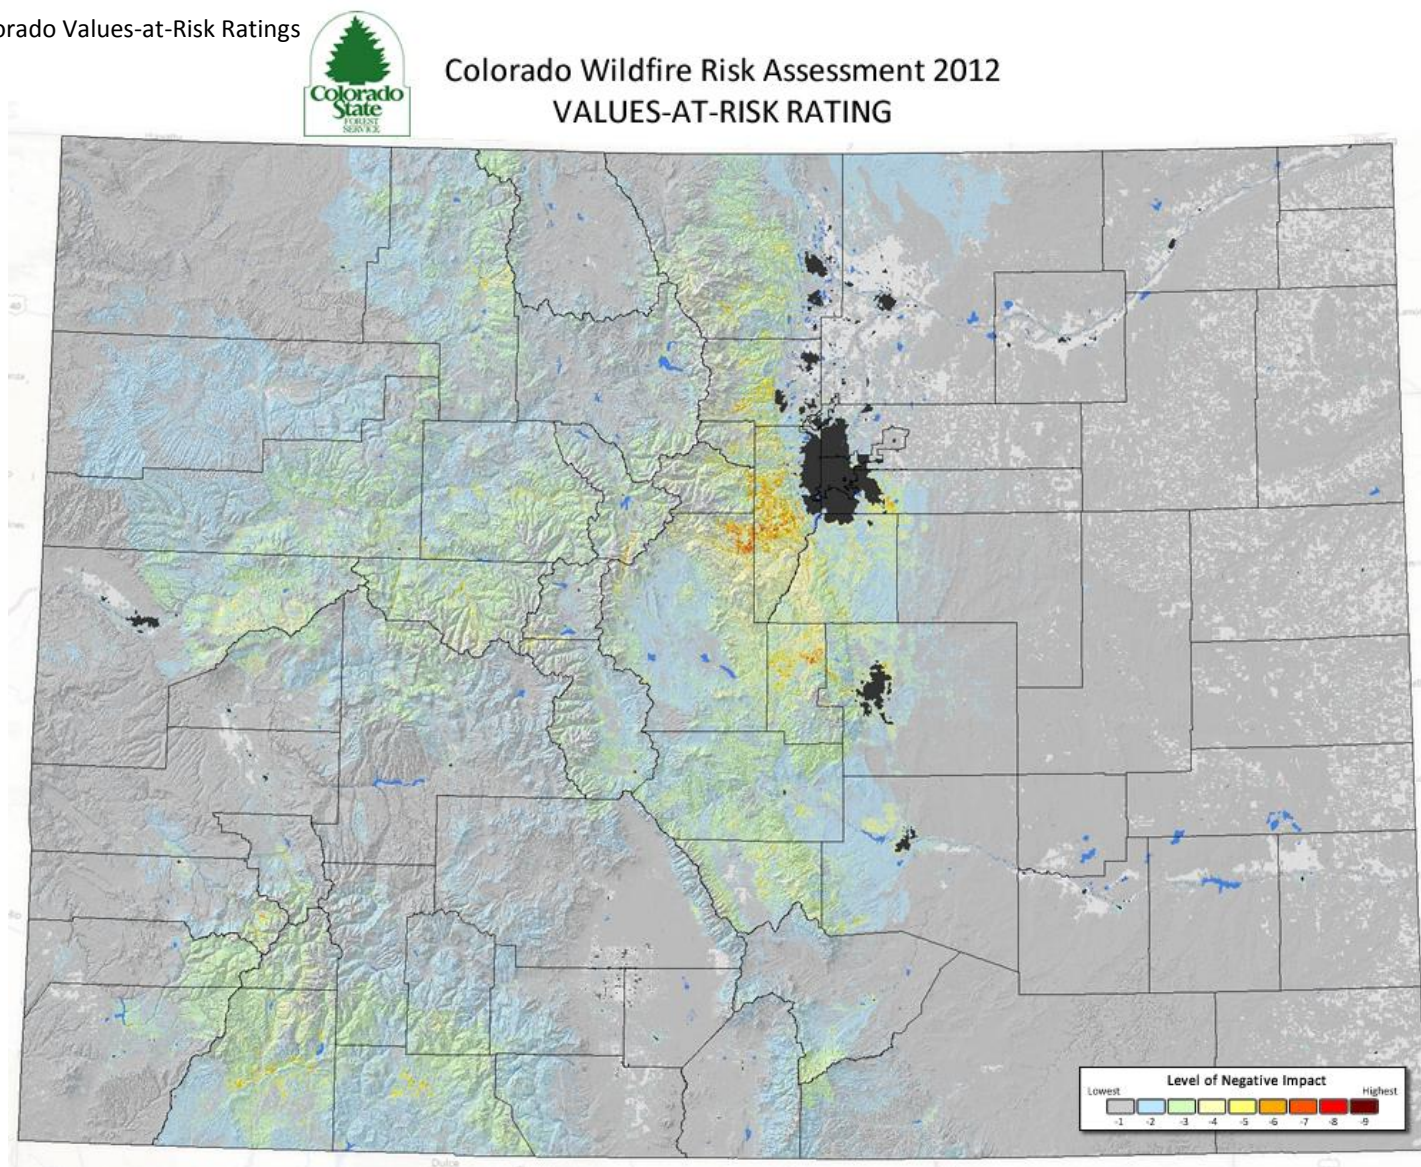 orado Values-at-Risk Ratings
Colorado
State
FOREST
SERVICE
Colorado Wildfire Risk Assessment 2012
VALUES-AT-RISK RATING
Level of Negative Impact
Lowest
Highest
-1 -2 -3 -4 -5 -6 -7 -8 -9
Dulce